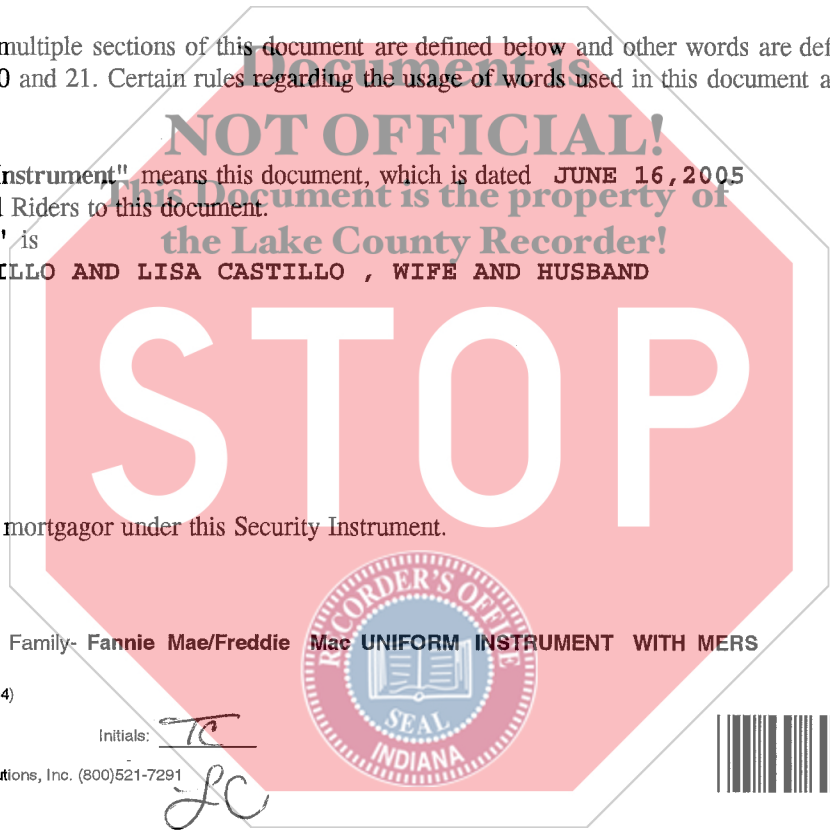 multiple sections of this document are defined below and other words are def
Document is
0 and 21. Certain rules regarding the usage of words used in this document a
NOT OFFICIAL!
Instrument" means this document, which is dated JUNE 16,2005
This Document is the property of
Riders to this document.
" is
the Lake County Recorder!
LLO AND LISA CASTILLO , WIFE AND HUSBAND
STOP
mortgagor under this Security Instrument.
RECORDER'S OFFICE
Family- Fannie Mae/Freddie Mac UNIFORM INSTRUMENT WITH MERS
4)
SEAL
INDIANA
Initials: TC
utions, Inc. (800)521-7291
LC